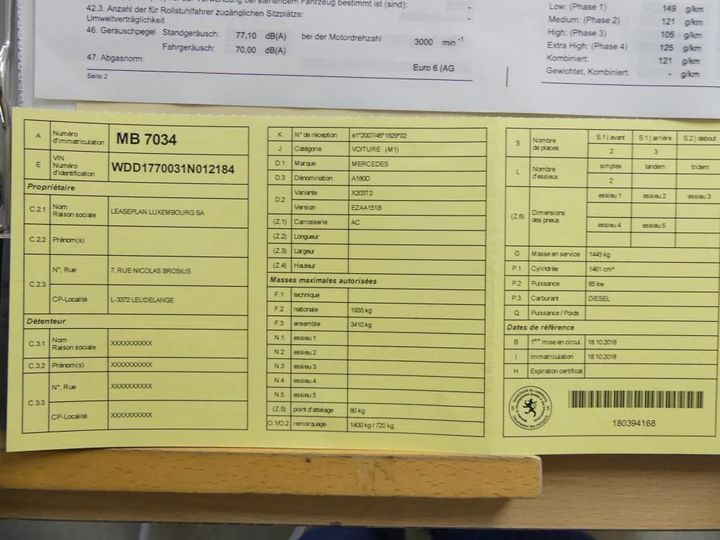 42.3. Anzahl der für Rollstuhlfahrer zugänglichen Sitzplätze: -
Umweltverträglichkeit
46. Geräuschpegel Standgeräusch: 77,10 dB(A) bei der Motordrehzahl 3000 min -1
Fahrgeräusch: 70,00 dB(A)
47. Abgasnorm: Euro 6 (AG
Seite 2
Low: (Phase 1) 149 g/km
Medium: (Phase 2) 121 g/km
High: (Phase 3) 105 g/km
Extra High: (Phase 4) 125 g/km
Kombiniert: 121 g/km
Gewichtet, Kombiniert: - g/km
A Numéro d'immatriculation MB 7034
E VIN Numéro d'identification WDD1770031N012184
Propriétaire
C.2.1 Nom Raison sociale LEASEPLAN LUXEMBOURG SA
C.2.2 Prénom(s)
C.2.3 N°, Rue 7, RUE NICOLAS BROSIUS
CP-Localité L-3372 LEUDELANGE
Détenteur
C.3.1 Nom Raison sociale XXXXXXXXXX
C.3.2 Prénom(s) XXXXXXXXXX
C.3.3 N°, Rue XXXXXXXXXX
CP-Localité XXXXXXXXXX
K N° de réception e1*2007/46*1829*02
J Catégorie VOITURE (M1)
D.1 Marque MERCEDES
D.3 Dénomination A180D
D.2 Variante X203T2
Version EZAA151B
(Z.1) Carrosserie AC
(Z.2) Longueur
(Z.3) Largeur
(Z.4) Hauteur
Masses maximales autorisées
F.1 technique
F.2 nationale 1935 kg
F.3 ensemble 3410 kg
N.1 essieu 1
N.2 essieu 2
N.3 essieu 3
N.4 essieu 4
N.5 essieu 5
(Z.5) point d'attelage 80 kg
O.1/O.2 remorquage 1400 kg / 720 kg
S Nombre de places S.1 | avant S.1 | arrière S.2 | debout
2 3
L Nombre d'essieux simples tandem tridem
2
(Z.6) Dimensions des pneus essieu 1 essieu 2 essieu 3
essieu 4 essieu 5
G Masse en service 1445 kg
P.1 Cylindrée 1461 cm³
P.2 Puissance 85 kw
P.3 Carburant DIESEL
Q Puissance / Poids
Dates de référence
B 1ère mise en circul. 18.10.2018
I Immatriculation 18.10.2018
H Expiration certificat
180394168